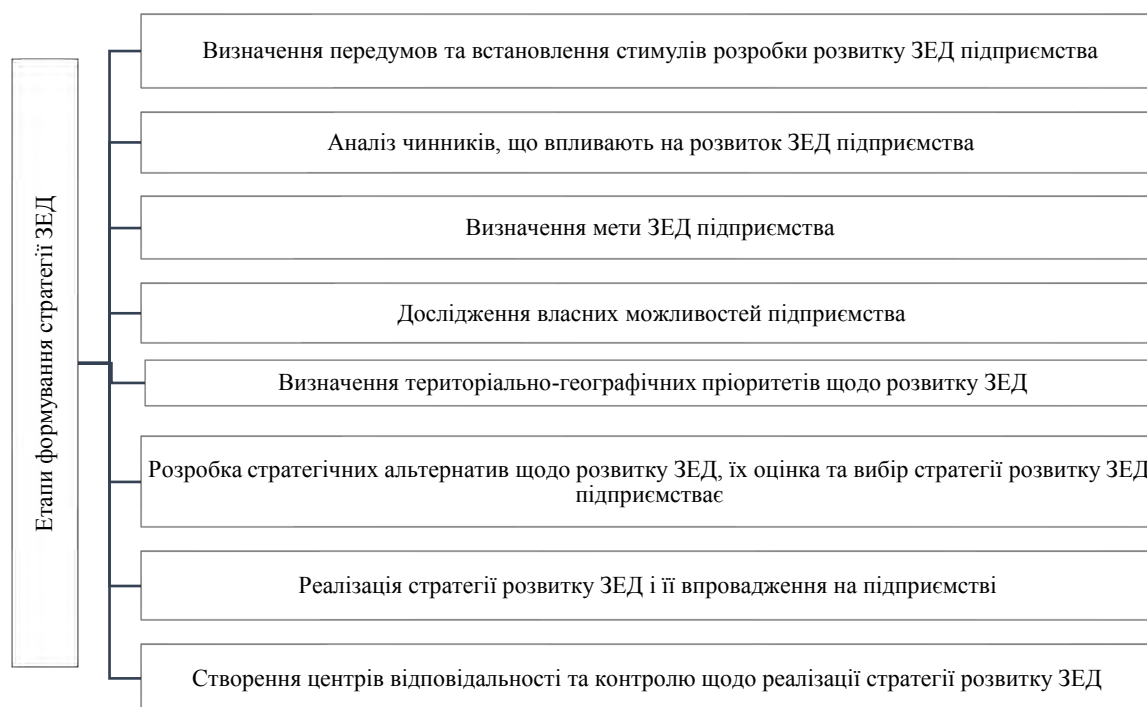 Етапи формування стратегії ЗЕД
Визначення передумов та встановлення стимулів розробки розвитку ЗЕД підприємства
Аналіз чинників, що впливають на розвиток ЗЕД підприємства
Визначення мети ЗЕД підприємства
Дослідження власних можливостей підприємства
Визначення територіально-географічних пріоритетів щодо розвитку ЗЕД
Розробка стратегічних альтернатив щодо розвитку ЗЕД, їх оцінка та вибір стратегії розвитку ЗЕД
підприємстває
Реалізація стратегії розвитку ЗЕД і її впровадження на підприємстві
Створення центрів відповідальності та контролю щодо реалізації стратегії розвитку ЗЕД